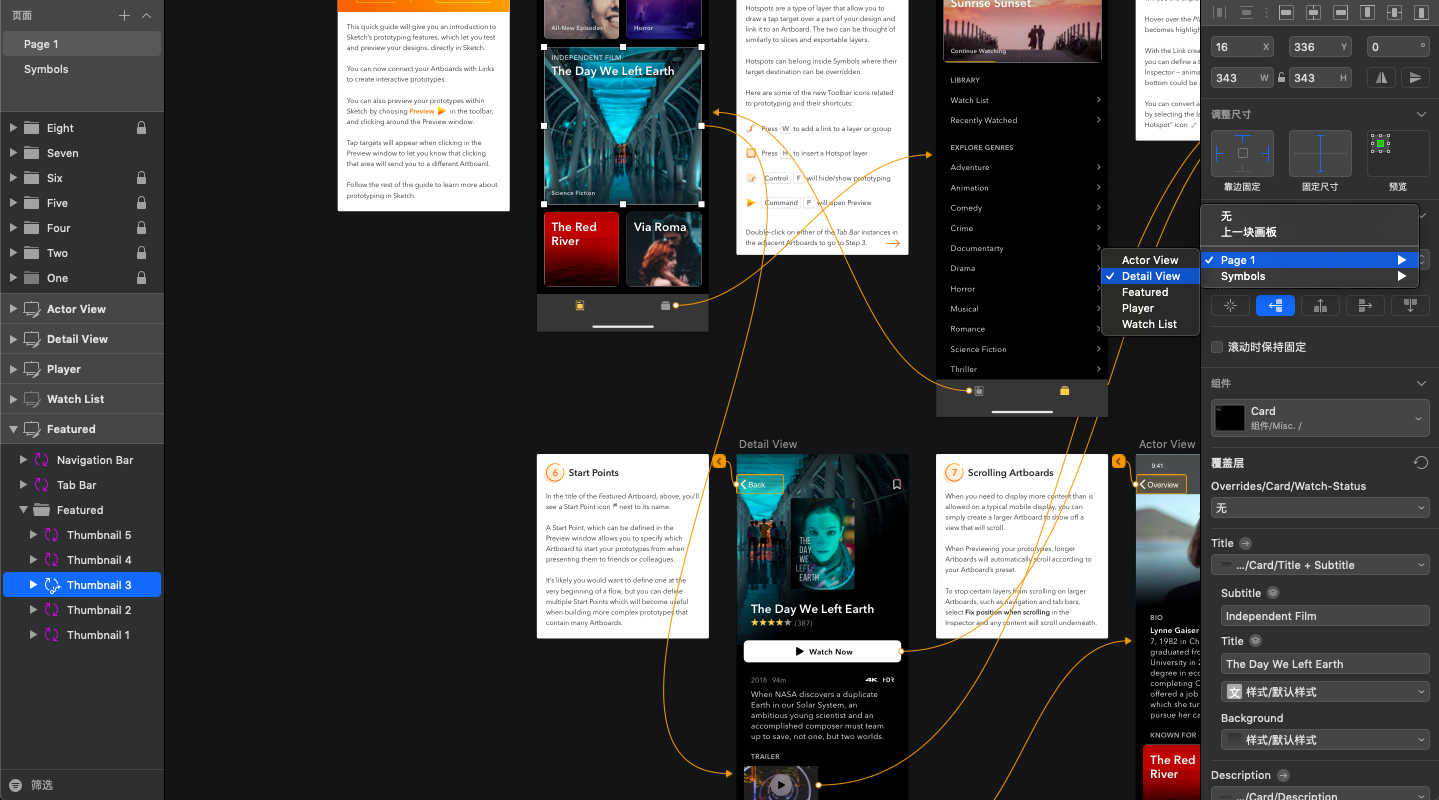 页面
Page 1
Symbols
Eight
Seven
Six
Five
Four
Two
One
Actor View
Detail View
Player
Watch List
Featured
Navigation Bar
Tab Bar
Featured
Thumbnail 5
Thumbnail 4
Thumbnail 3
Thumbnail 2
Thumbnail 1
筛选
This quick guide will give you an introduction to
Sketch's prototyping features, which let you test
and preview your designs, directly in Sketch.
You can now connect your Artboards with Links
to create interactive prototypes.
You can also preview your prototypes within
Sketch by choosing Preview in the toolbar,
and clicking around the Preview window.
Tap targets will appear when clicking in the
Preview window to let you know that clicking
that area will send you to a different Artboard.
Follow the rest of this guide to learn more about
prototyping in Sketch.
All-New Episodes
Horror
INDEPENDENT FILM
The Day We Left Earth
Science Fiction
The Red
River
Via Roma
Hotspots are a type of layer that allow you to
draw a tap target over a part of your design and
link it to an Artboard. The two can be thought of
similarly to slices and exportable layers.
Hotspots can belong inside Symbols where their
target destination can be overridden.
Here are some of the new Toolbar icons related
to prototyping and their shortcuts:
Press W to add a link to a layer or group
Press H to insert a Hotspot layer
Control F will hide/show prototyping
Command P will open Preview
Double-click on either of the Tab Bar instances in
the adjacent Artboards to go to Step 3.
Sunrise Sunset
Continue Watching
LIBRARY
Watch List
Recently Watched
EXPLORE GENRES
Adventure
Animation
Comedy
Crime
Documentarty
Drama
Horror
Musical
Romance
Science Fiction
Thriller
Hover over the
becomes highlig
With the Link crea
you can define a t
Inspector – anima
bottom could be
You can convert a
by selecting the la
Hotspot" icon
6
Start Points
In the title of the Featured Artboard, above, you'll
see a Start Point icon next to its name.
A Start Point, which can be defined in the
Preview window allows you to specify which
Artboard to start your prototypes from when
presenting them to friends or colleagues.
It's likely you would want to define one at the
very beginning of a flow, but you can define
multiple Start Points which will become useful
when building more complex prototypes that
contain many Artboards.
Detail View
Back
THE
DAY
WE
LEFT
EARTH
The Day We Left Earth
(387)
Watch Now
2018 94m 4K HDR
When NASA discovers a duplicate
Earth in our Solar System, an
ambitious young scientist and an
accomplished composer must team
up to save, not one, but two worlds.
TRAILER
7
Scrolling Artboards
When you need to display more content than is
allowed on a typical mobile display, you can
simply create a larger Artboard to show off a
view that will scroll.
When Previewing your prototypes, longer
Artboards will automatically scroll according to
your Artboard's preset.
To stop certain layers from scrolling on larger
Artboards, such as navigation and tab bars,
select Fix position when scrolling in the
Inspector and any content will scroll underneath.
Actor View
9:41
Overview
BIO
Lynne Gaiser
7, 1982 in Ch
graduated fro
University in 2
degree in eco
completing C
offered a job
which she tur
pursue her ca
KNOWN FOR
The Red
River
16 X 336 Y 0 °
343 W 343 H
调整尺寸
靠边固定 固定尺寸 预览
无
上一块画板
Page 1
Symbols
Actor View
Detail View
Featured
Player
Watch List
滚动时保持固定
组件
Card
组件/Misc. /
覆盖层
Overrides/Card/Watch-Status
无
Title
.../Card/Title + Subtitle
Subtitle
Independent Film
Title
The Day We Left Earth
文 样式/默认样式
Background
样式/默认样式
Description
.../Card/Description